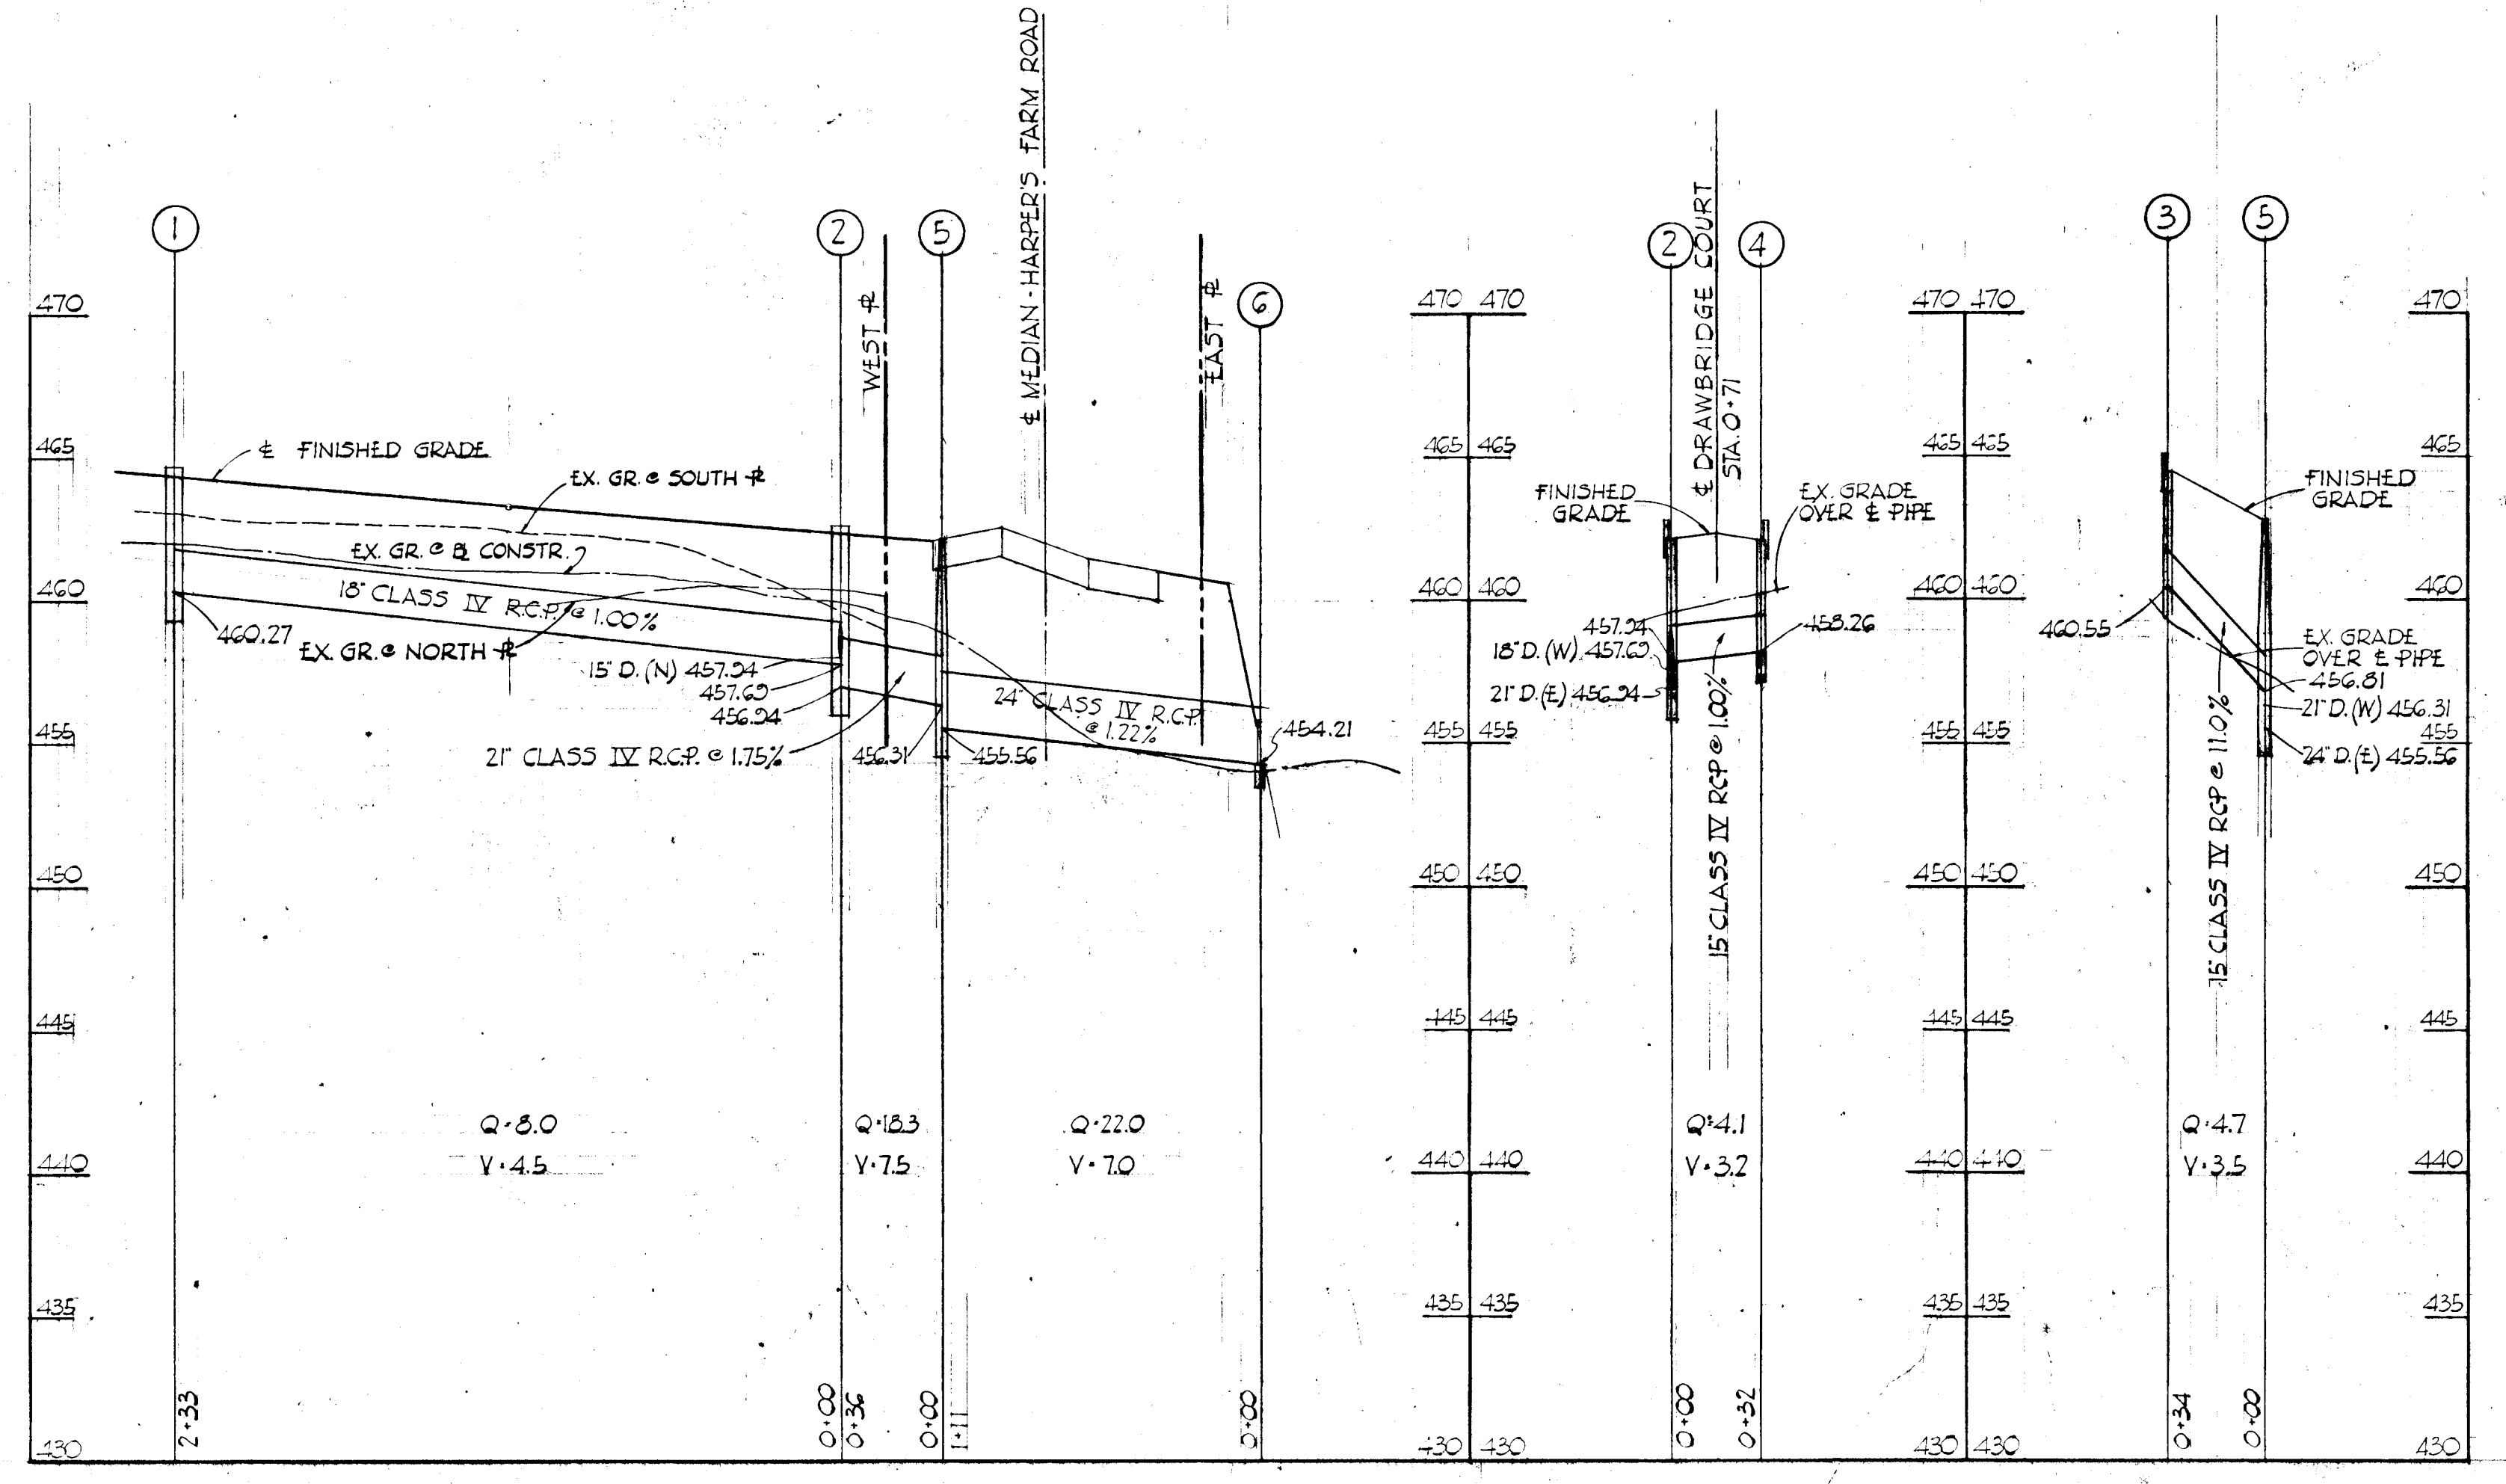 1
2
5
6
2
4
3
5
℄ MEDIAN-HARPER'S FARM ROAD
WEST ⅊
EAST ⅊
℄ DRAWBRIDGE COURT
STA. 0+71
470
470 470
470 470
470
465
465 465
465 465
465
460
460 460
460 460
460
455
455 455
455 455
455
450
450 450
450 450
450
445
445 445
445 445
445
440
440 440
440 440
440
435
435 435
435 435
435
430
430 430
430 430
430
℄ FINISHED GRADE
EX. GR. @ SOUTH ⅊
EX. GR. @ BL CONSTR.
18" CLASS IV R.C.P. @ 1.00%
460.27
EX. GR. @ NORTH ⅊
15" D. (N) 457.94
457.69
456.94
21" CLASS IV R.C.P. @ 1.75%
456.31
455.56
24" CLASS IV R.C.P.
@ 1.22%
454.21
FINISHED
GRADE
EX. GRADE
OVER ℄ PIPE
457.94
18" D. (W) 457.69
21" D. (E) 456.94
458.26
15" CLASS IV RCP @ 1.00%
FINISHED
GRADE
460.55
EX. GRADE
OVER ℄ PIPE
456.81
21" D. (W) 456.31
24" D. (E) 455.56
15" CLASS IV RCP @ 11.0%
Q=8.0
V=4.5
Q=18.3
V=7.5
Q=22.0
V=7.0
Q=4.1
V=3.2
Q=4.7
V=3.5
2+33
0+00
0+36
0+00
1+11
0+00
0+00
0+32
0+34
0+00